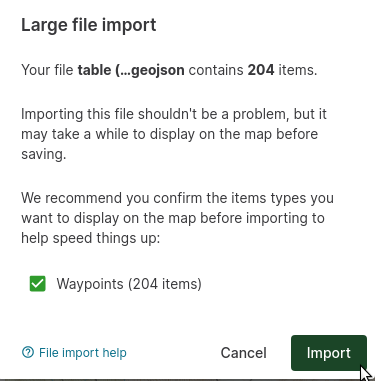 Large file import
Your file table (...geojson contains 204 items.
Importing this file shouldn't be a problem, but it
may take a while to display on the map before
saving.
We recommend you confirm the items types you
want to display on the map before importing to
help speed things up:
Waypoints (204 items)
File import help
Cancel
Import